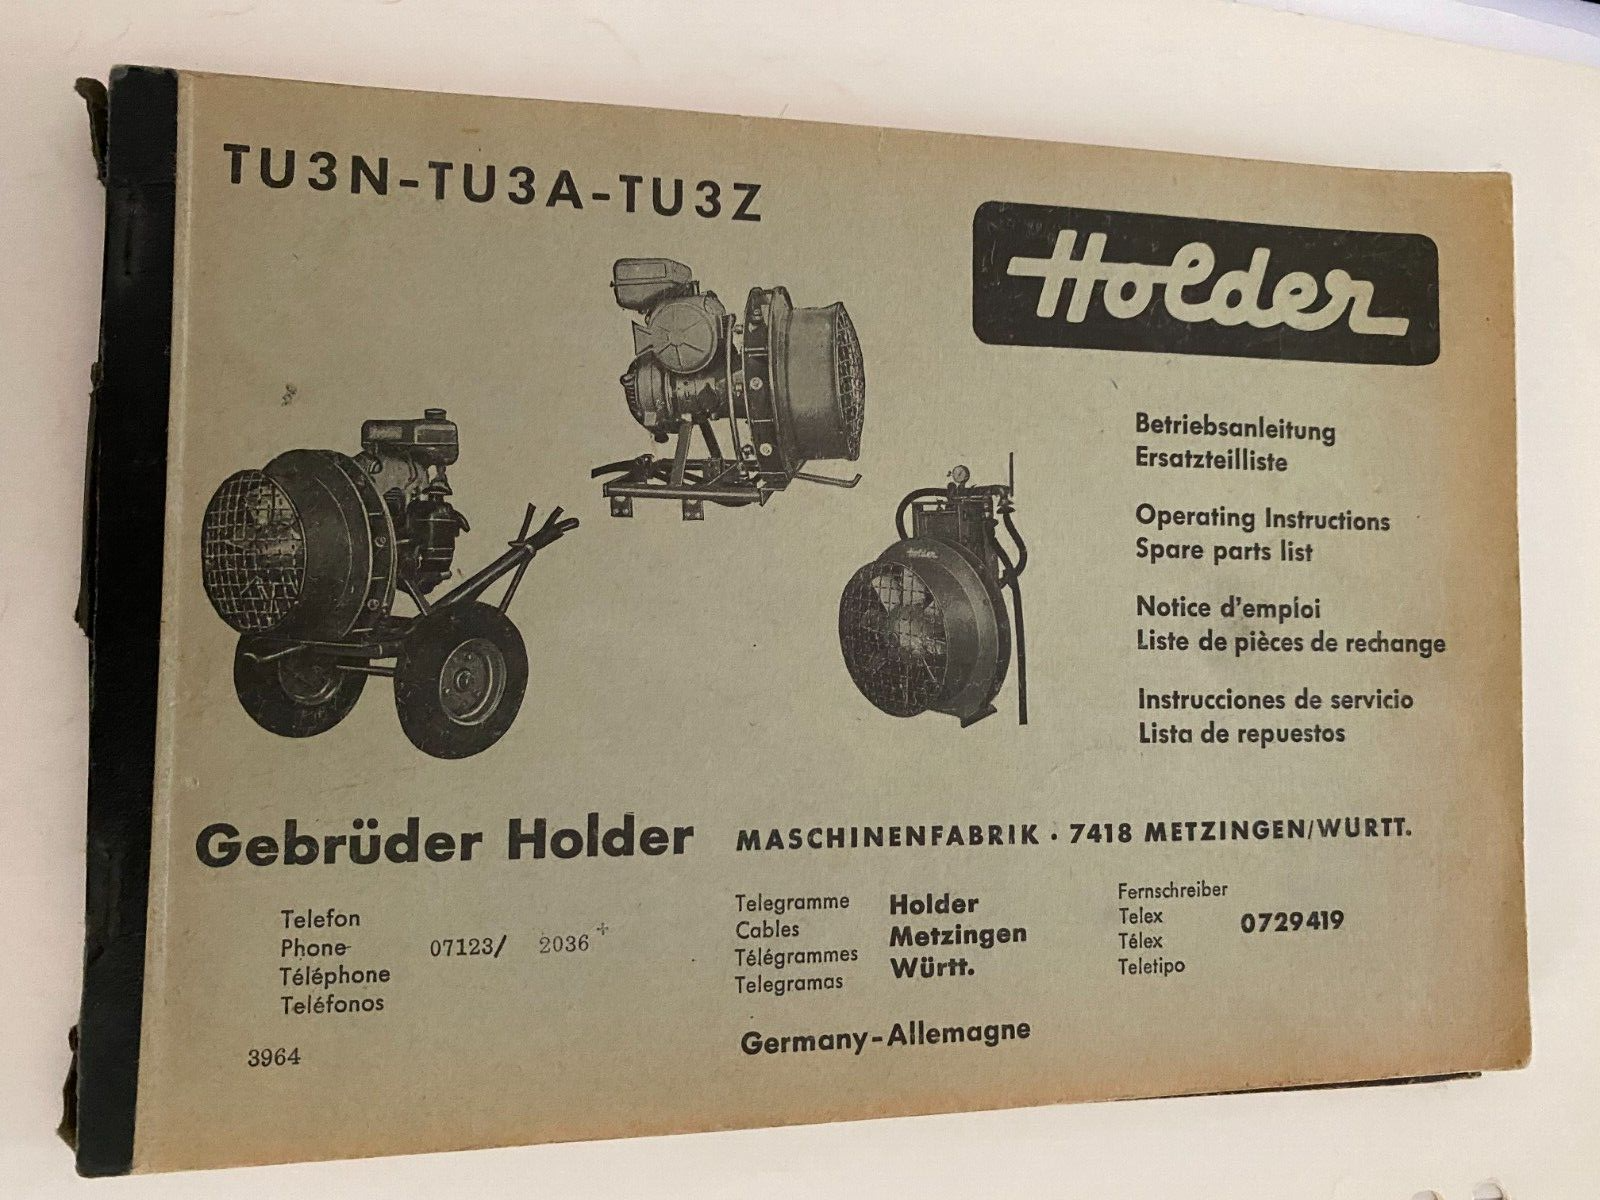 TU3N-TU3A-TU3Z
Holder
Betriebsanleitung
Ersatzteilliste
Operating Instructions
Spare parts list
Notice d'emploi
Liste de pièces de rechange
Instrucciones de servicio
Lista de repuestos
Holder
Gebrüder Holder MASCHINENFABRIK · 7418 METZINGEN/WÜRTT.
Telefon
Phone
Téléphone
Teléfonos
07123/ 2036 +
Telegramme
Cables
Télégrammes
Telegramas
Holder
Metzingen
Württ.
Fernschreiber
Telex
Télex
Teletipo
0729419
Germany-Allemagne
3964